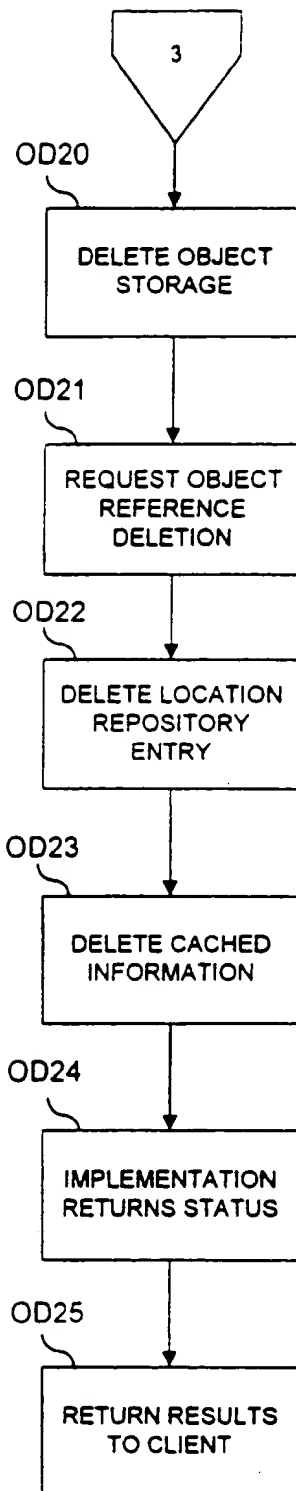 3
OD20
DELETE OBJECT
STORAGE
OD21
REQUEST OBJECT
REFERENCE
DELETION
OD22
DELETE LOCATION
REPOSITORY
ENTRY
OD23
DELETE CACHED
INFORMATION
OD24
IMPLEMENTATION
RETURNS STATUS
OD25
RETURN RESULTS
TO CLIENT